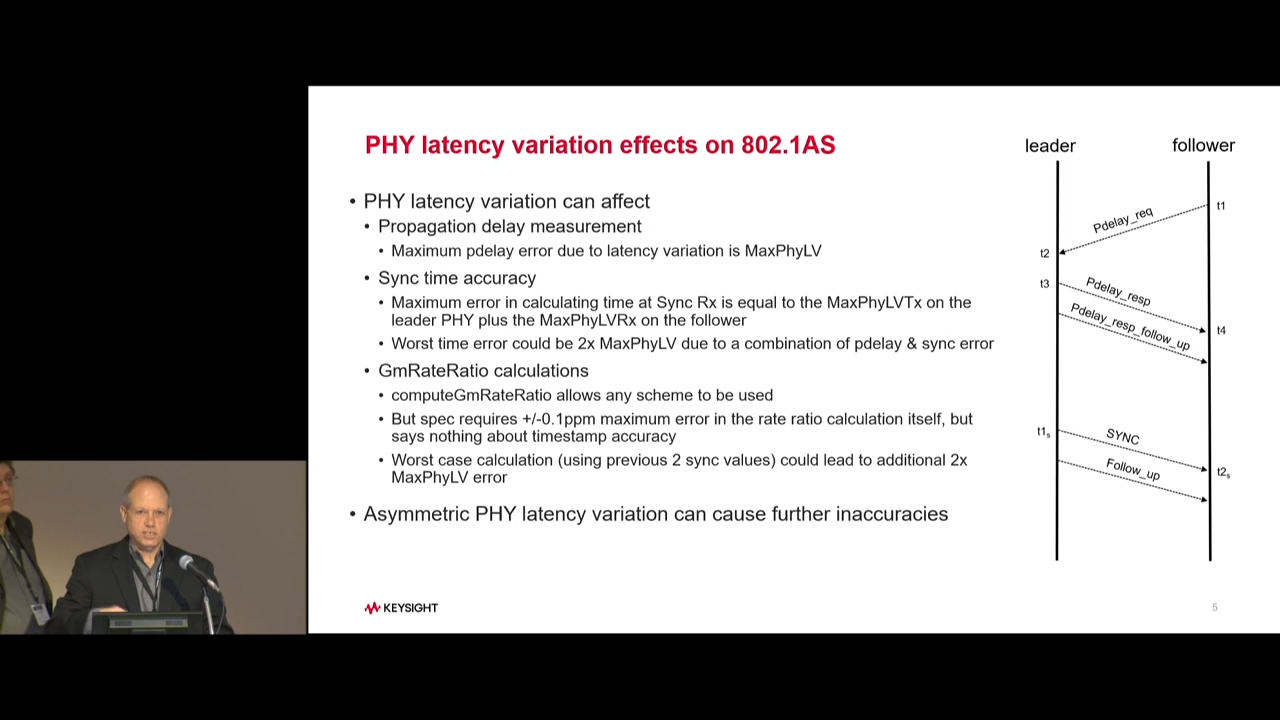 PHY latency variation effects on 802.1AS
• PHY latency variation can affect
• Propagation delay measurement
• Maximum pdelay error due to latency variation is MaxPhyLV
• Sync time accuracy
• Maximum error in calculating time at Sync Rx is equal to the MaxPhyLVTx on the
leader PHY plus the MaxPhyLVRx on the follower
• Worst time error could be 2x MaxPhyLV due to a combination of pdelay & sync error
• GmRateRatio calculations
• computeGmRateRatio allows any scheme to be used
• But spec requires +/-0.1ppm maximum error in the rate ratio calculation itself, but
says nothing about timestamp accuracy
• Worst case calculation (using previous 2 sync values) could lead to additional 2x
MaxPhyLV error
• Asymmetric PHY latency variation can cause further inaccuracies
leader
follower
t1
Pdelay_req
t2
t3
Pdelay_resp
Pdelay_resp_follow_up
t4
t1s
SYNC
Follow_up
t2s
KEYSIGHT
5